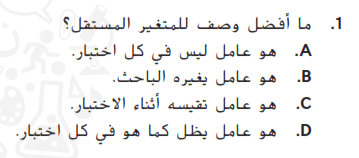 1. ما أفضل وصف للمتغير المستقل؟
A. هو عامل ليس في كل اختبار.
B. هو عامل يغيره الباحث.
C. هو عامل تقيسه أثناء الاختبار.
D. هو عامل يظل كما هو في كل اختبار.